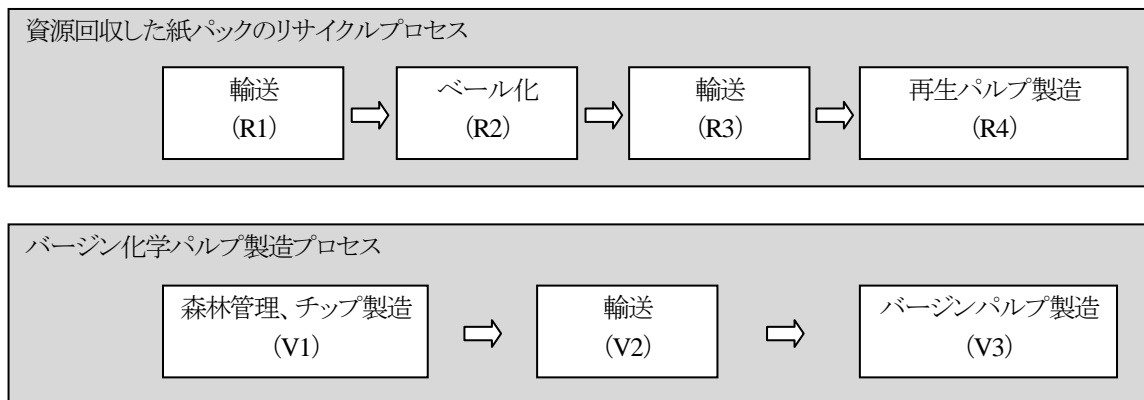 資源回収した紙パックのリサイクルプロセス
輸送
(R1)
ベール化
(R2)
輸送
(R3)
再生パルプ製造
(R4)
バージン化学パルプ製造プロセス
森林管理、チップ製造
(V1)
輸送
(V2)
バージンパルプ製造
(V3)